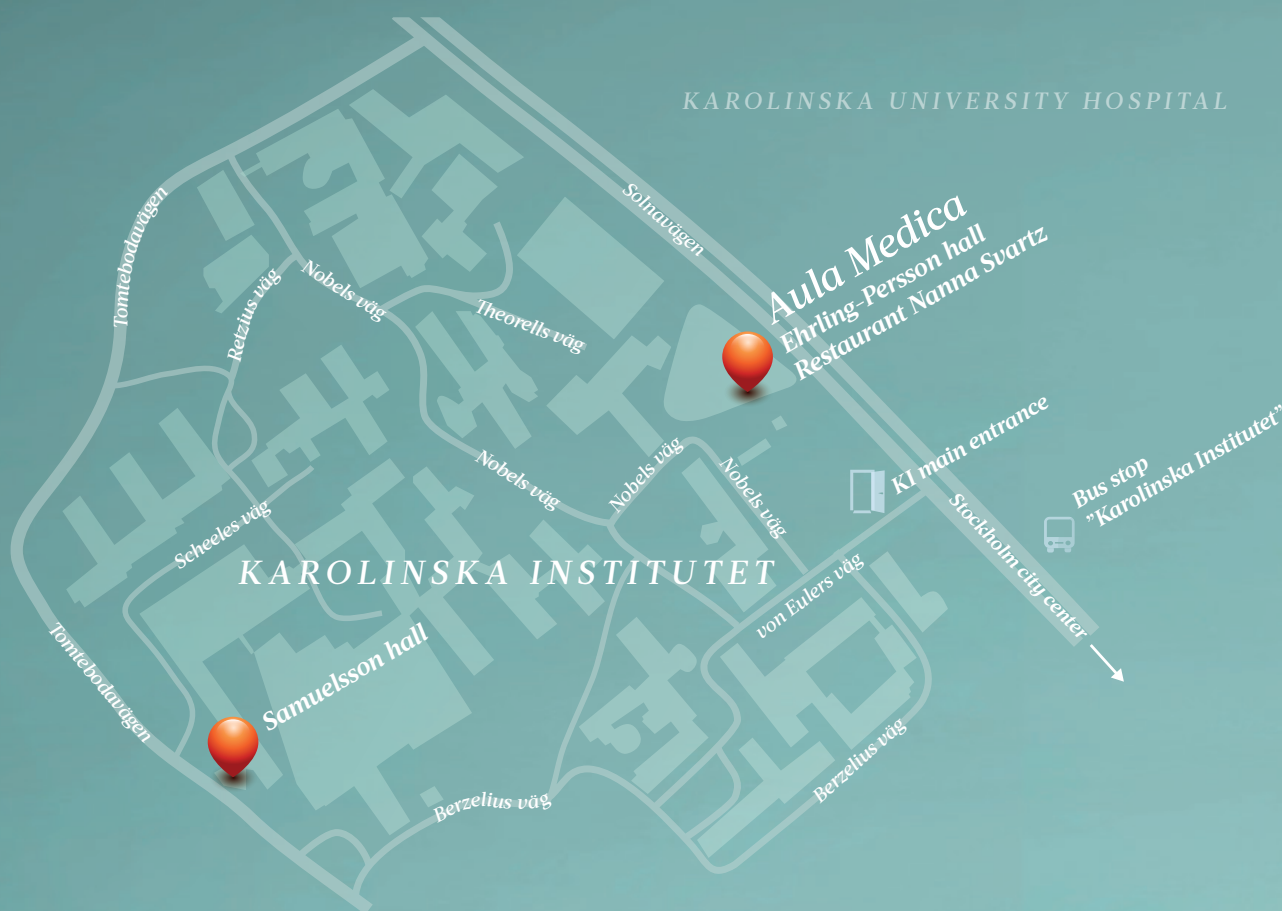 KAROLINSKA UNIVERSITY HOSPITAL
Solnavägen
Tomtebodavägen
Aula Medica
Ehrling-Persson hall
Restaurant Nanna Svartz
Retzius väg
Nobels väg
Theorells väg
KI main entrance
Bus stop
”Karolinska Institutet”
Nobels väg
Nobels väg
Nobels väg
Scheeles väg
Stockholm city center
KAROLINSKA INSTITUTET
von Eulers väg
Samuelsson hall
Tomtebodavägen
Berzelius väg
Berzelius väg